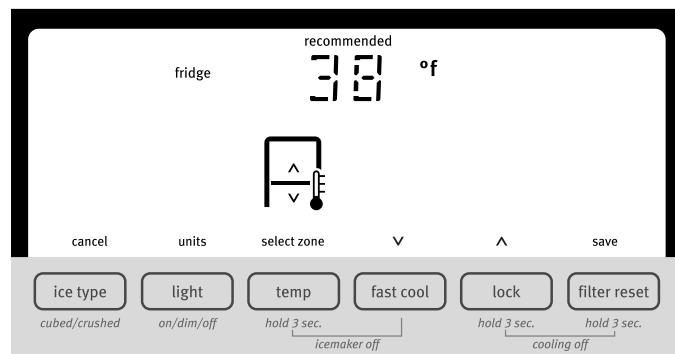 recommended
fridge 38 °f
cancel units select zone ∨ ∧ save
ice type light temp fast cool lock filter reset
cubed/crushed on/dim/off hold 3 sec. hold 3 sec. hold 3 sec.
icemaker off cooling off